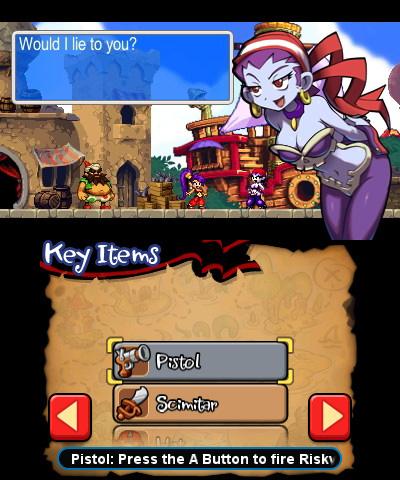 Would I lie to you?
Key Items
Pistol
Scimitar
Pistol: Press the A Button to fire Risky